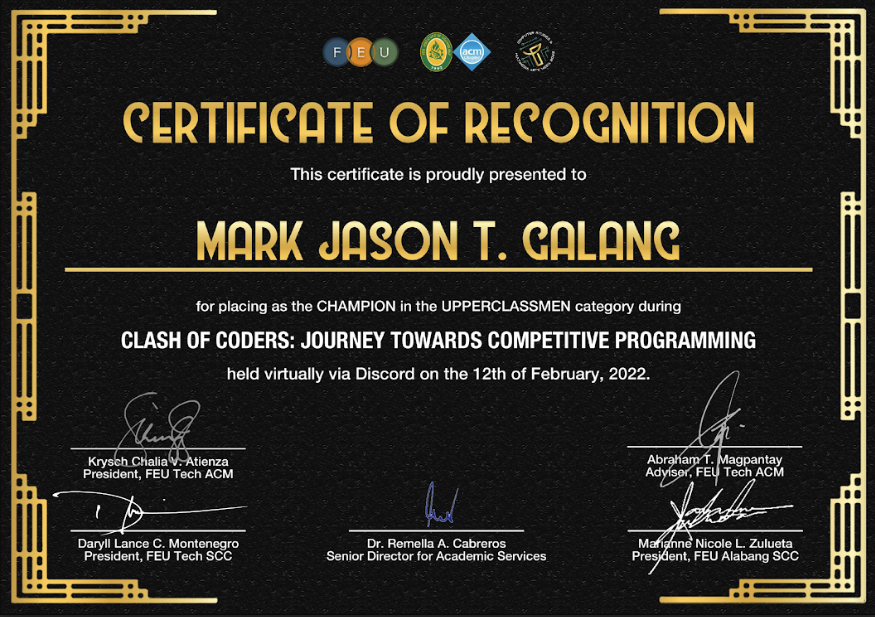 F E U
acm
CERTIFICATE OF RECOGNITION
This certificate is proudly presented to
MARK JASON T. GALANG
for placing as the CHAMPION in the UPPERCLASSMEN category during
CLASH OF CODERS: JOURNEY TOWARDS COMPETITIVE PROGRAMMING
held virtually via Discord on the 12th of February, 2022.
Krysch Chalia V. Atienza
President, FEU Tech ACM
Abraham T. Magpantay
Adviser, FEU Tech ACM
Daryll Lance C. Montenegro
President, FEU Tech SCC
Dr. Remella A. Cabreros
Senior Director for Academic Services
Marianne Nicole L. Zulueta
President, FEU Alabang SCC